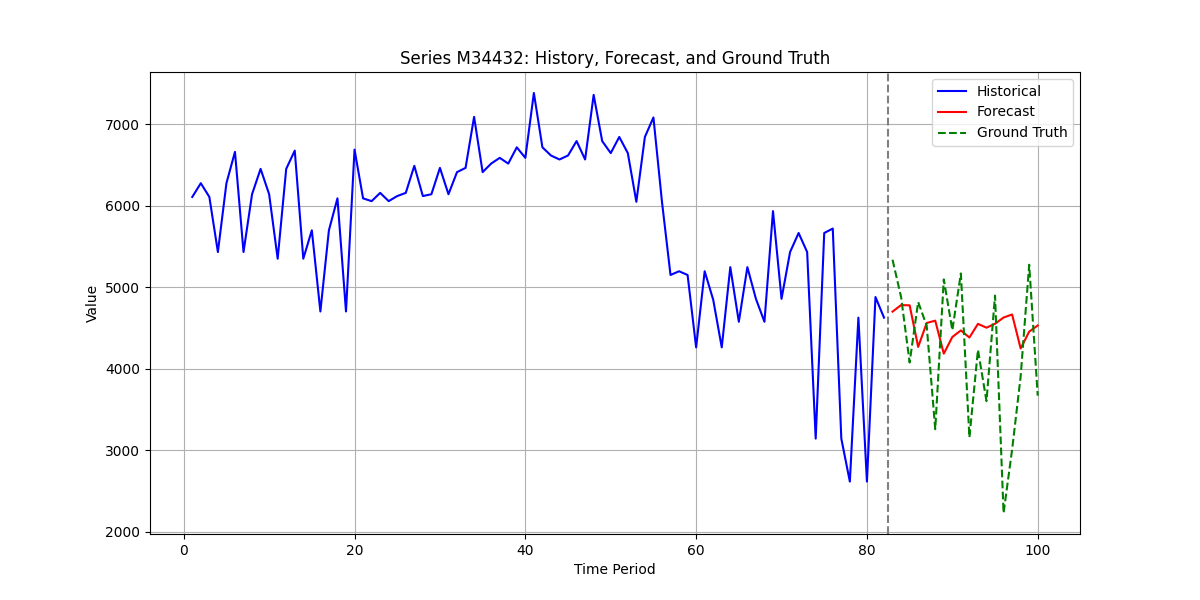 Series M34432: History, Forecast, and Ground Truth
Historical
Forecast
Ground Truth
7000
6000
5000
4000
3000
2000
Value
0 20 40 60 80 100
Time Period